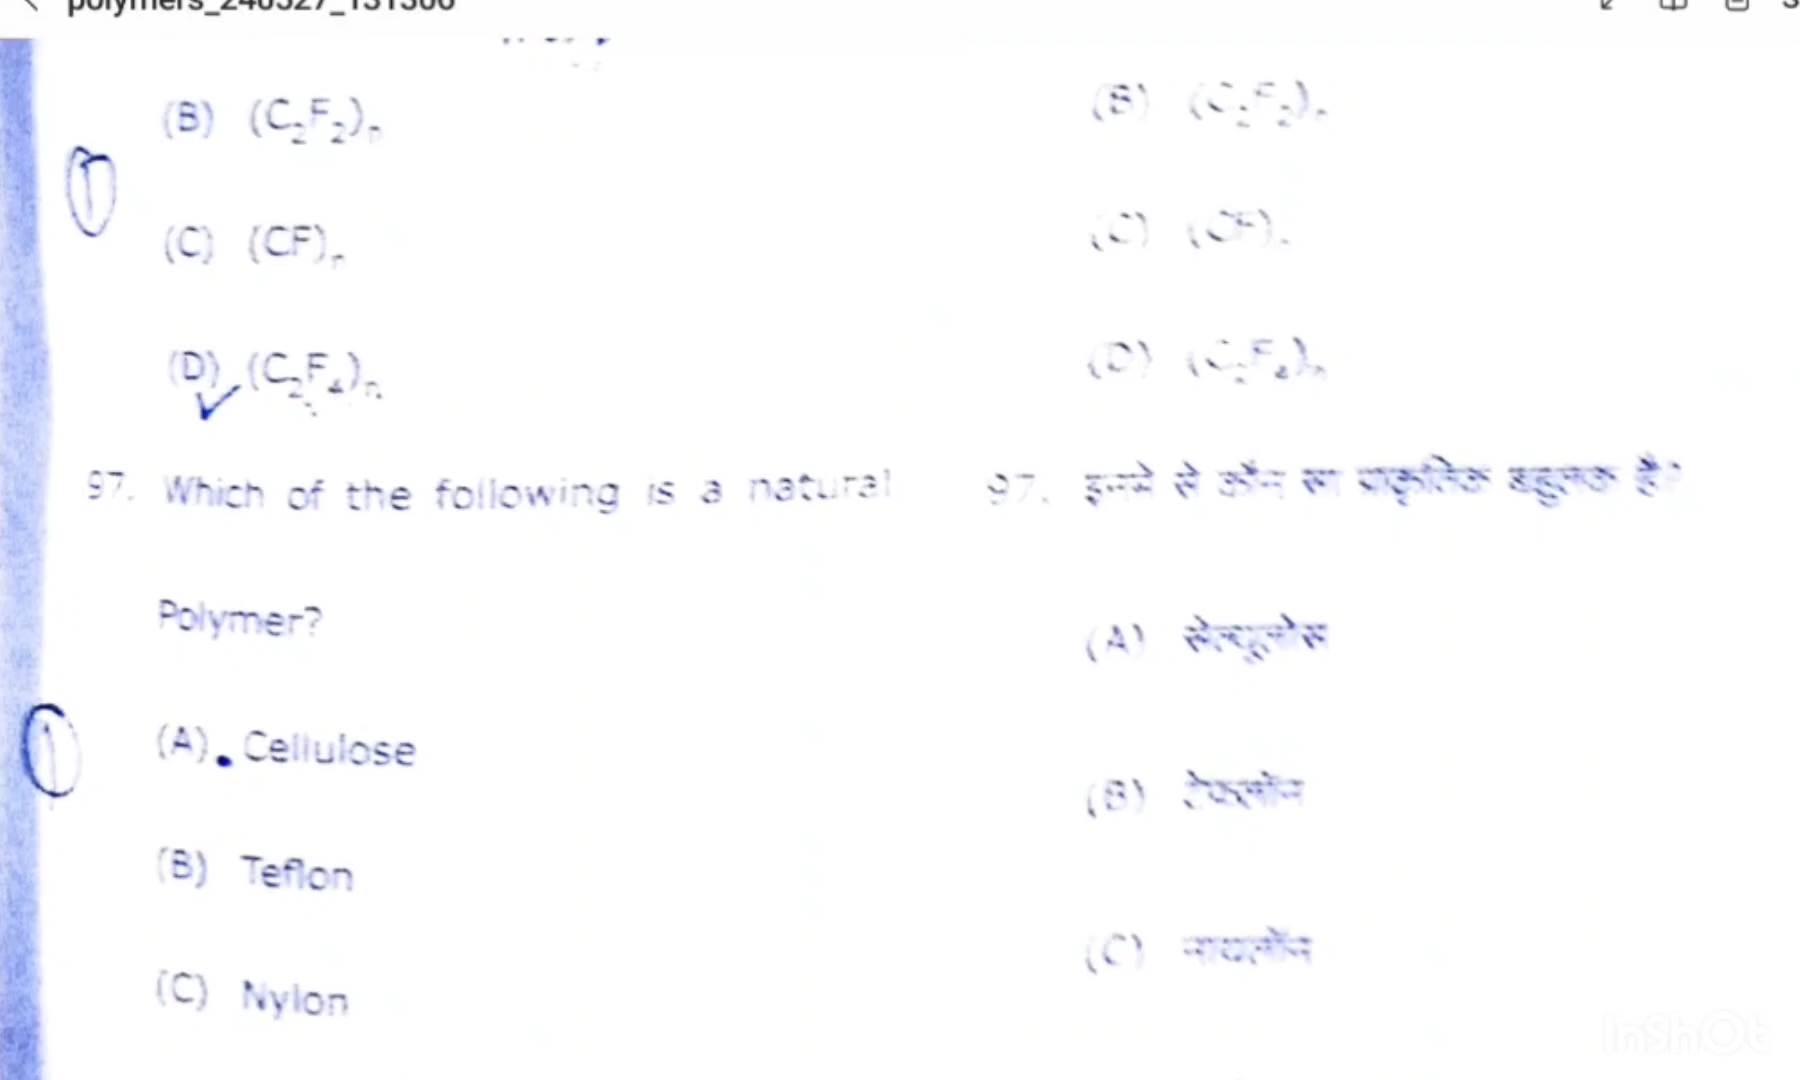 (B) (C₂F₂)ₙ
(C) (CF)ₙ
(D) (C₂F₄)ₙ
97. Which of the following is a natural
Polymer?
(A) Cellulose
(B) Teflon
(C) Nylon
(B) (C₂F₂)ₙ
(C) (CF)ₙ
(D) (C₂F₄)ₙ
97. इनमे से कौन सा प्राकृतिक बहुलक है?
(A) सेल्यूलोस
(B) टेफ्लॉन
(C) नायलॉन
InShOt